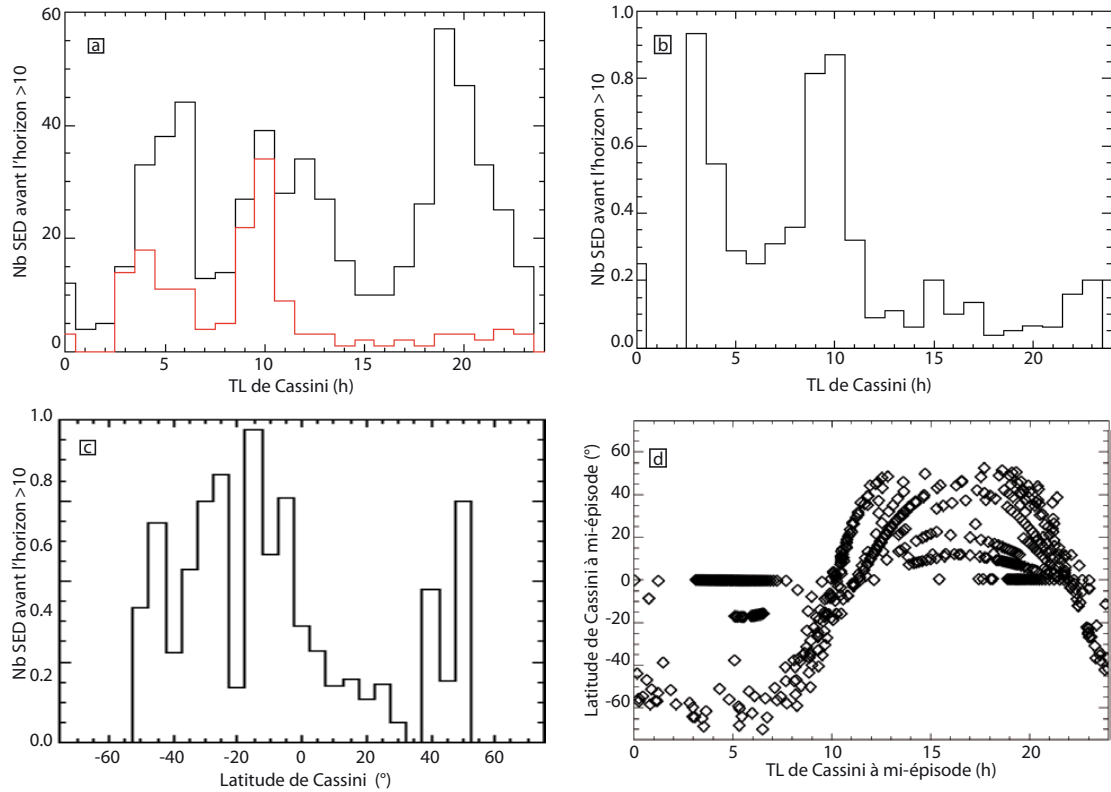 a
Nb SED avant l'horizon >10
60
40
20
0
0 5 10 15 20
TL de Cassini (h)
b
Nb SED avant l'horizon >10
1.0
0.8
0.6
0.4
0.2
0.0
0 5 10 15 20
TL de Cassini (h)
c
Nb SED avant l'horizon >10
1.0
0.8
0.6
0.4
0.2
0.0
-60 -40 -20 0 20 40 60
Latitude de Cassini (°)
d
Latitude de Cassini à mi-épisode (°)
60
40
20
0
-20
-40
-60
0 5 10 15 20
TL de Cassini à mi-épisode (h)